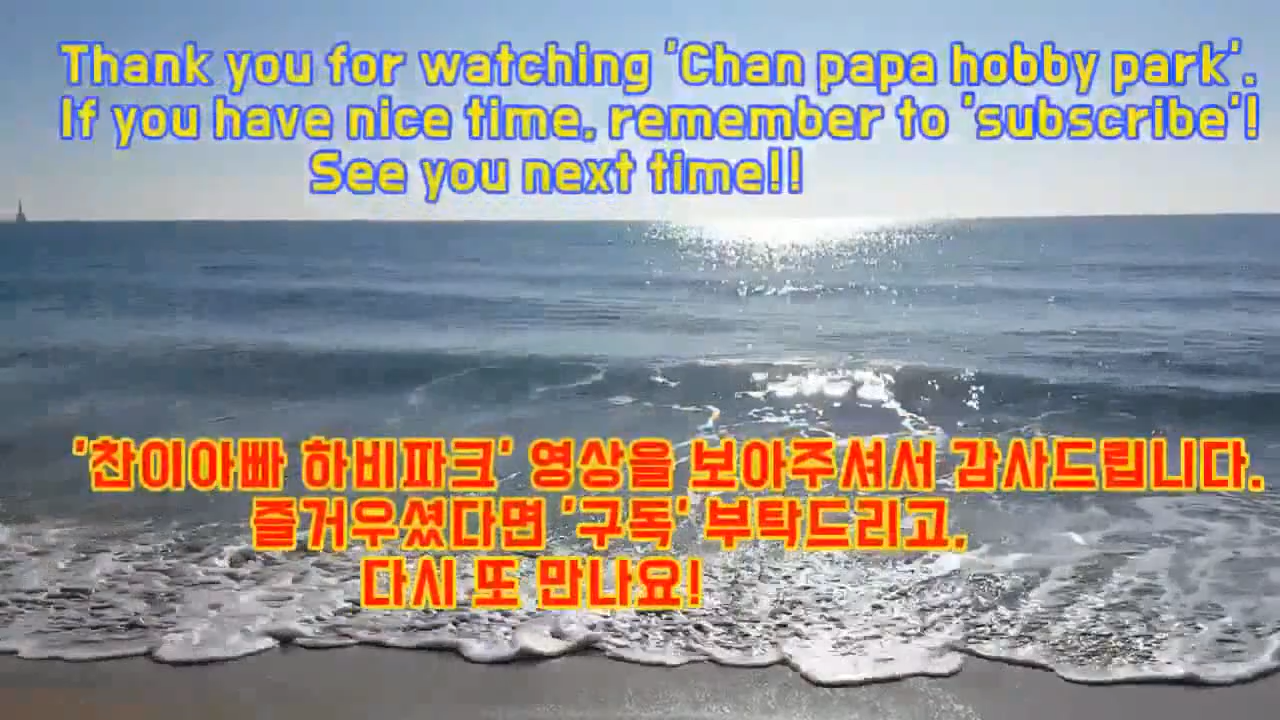 Thank you for watching 'Chan papa hobby park'.
If you have nice time, remember to 'subscribe'!
See you next time!!
'찬이아빠 하비파크' 영상을 보아주셔서 감사드립니다.
즐거우셨다면 '구독' 부탁드리고,
다시 또 만나요!